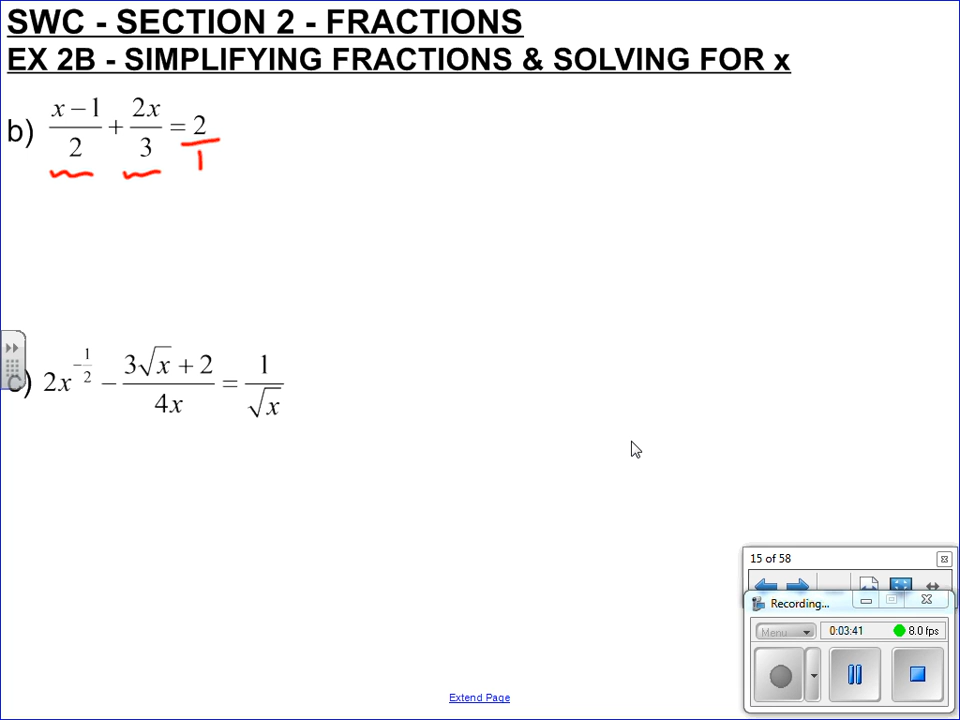 SWC - SECTION 2 - FRACTIONS
EX 2B - SIMPLIFYING FRACTIONS & SOLVING FOR x
b) (x − 1)/2 + 2x/3 = 2/1
c) 2x^(−1/2) − (3√x + 2)/(4x) = 1/√x
15 of 58
Recording...
Menu 0:03:41 8.0 fps
Extend Page